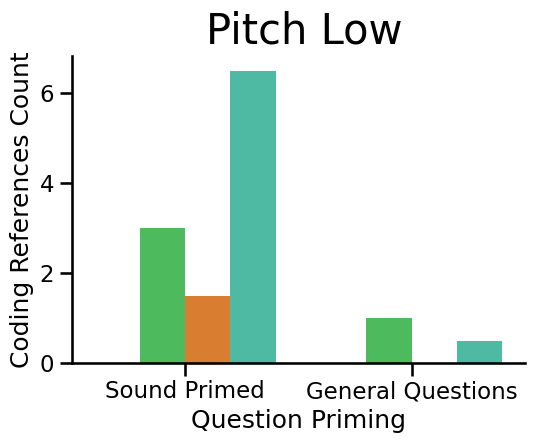 Pitch Low
Coding References Count
6
4
2
0
Sound Primed
General Questions
Question Priming